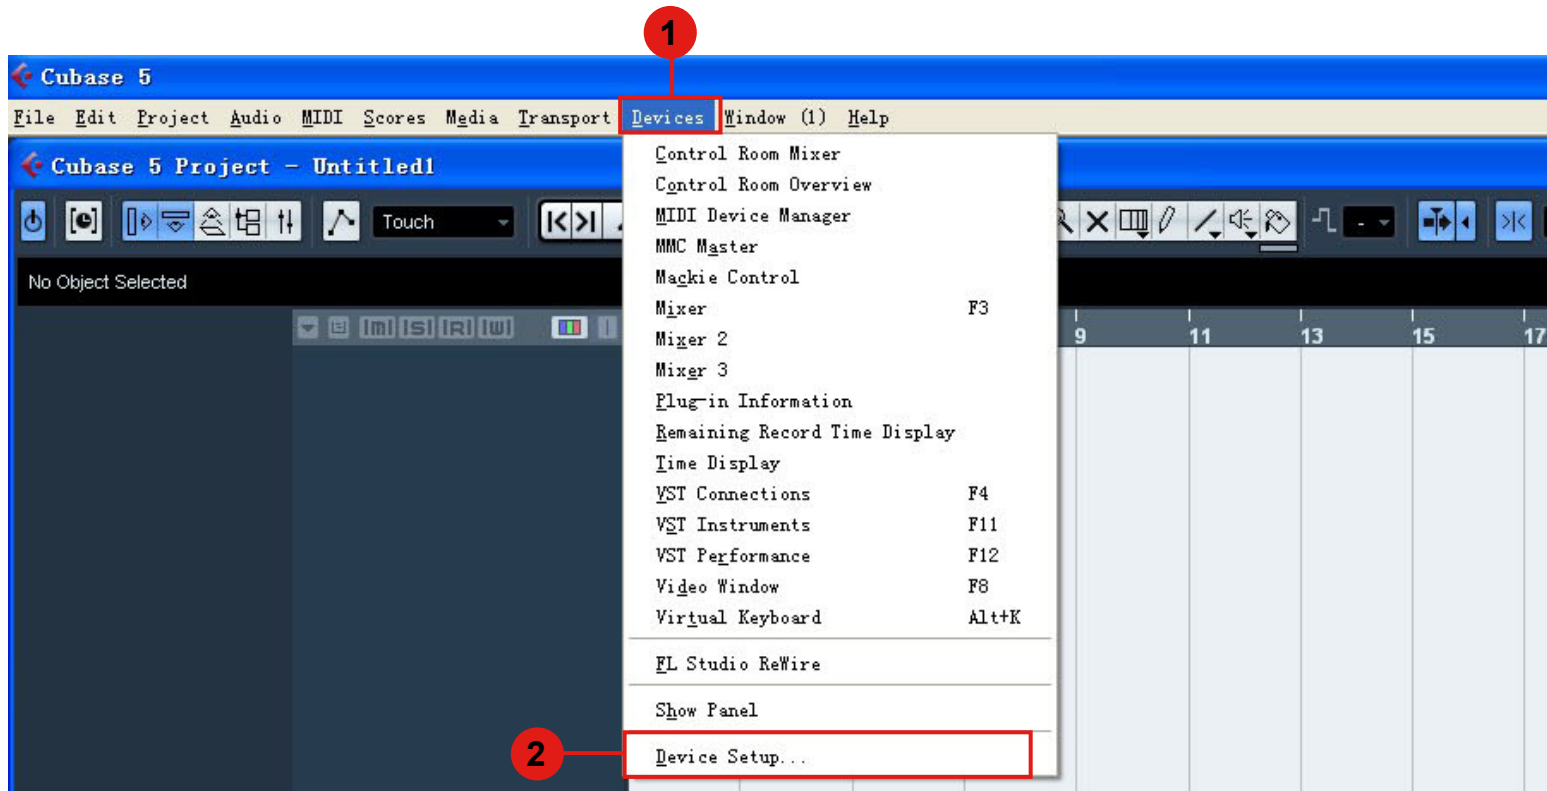 1
Cubase 5
File Edit Project Audio MIDI Scores Media Transport Devices Window (1) Help
Cubase 5 Project - Untitled1
Touch
No Object Selected
9 11 13 15 17
Control Room Mixer
Control Room Overview
MIDI Device Manager
MMC Master
Mackie Control
Mixer F3
Mixer 2
Mixer 3
Plug-in Information
Remaining Record Time Display
Time Display
VST Connections F4
VST Instruments F11
VST Performance F12
Video Window F8
Virtual Keyboard Alt+K
FL Studio ReWire
Show Panel
2
Device Setup...